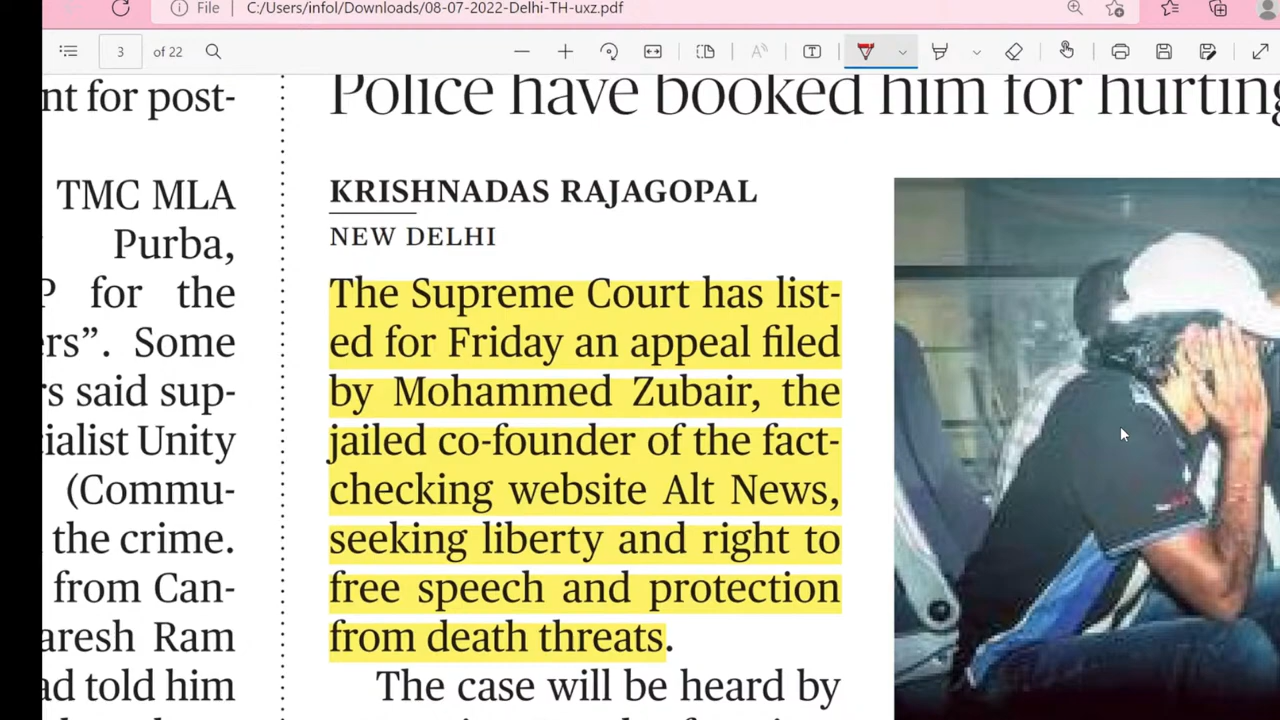 File
C:/Users/infol/Downloads/08-07-2022-Delhi-TH-uxz.pdf
3 of 22
nt for post-
TMC MLA
Purba,
P for the
ers”. Some
rs said sup-
ialist Unity
(Commu-
the crime.
from Can-
aresh Ram
ad told him
Police have booked him for hurting
KRISHNADAS RAJAGOPAL
NEW DELHI
The Supreme Court has list-
ed for Friday an appeal filed
by Mohammed Zubair, the
jailed co-founder of the fact-
checking website Alt News,
seeking liberty and right to
free speech and protection
from death threats.
The case will be heard by